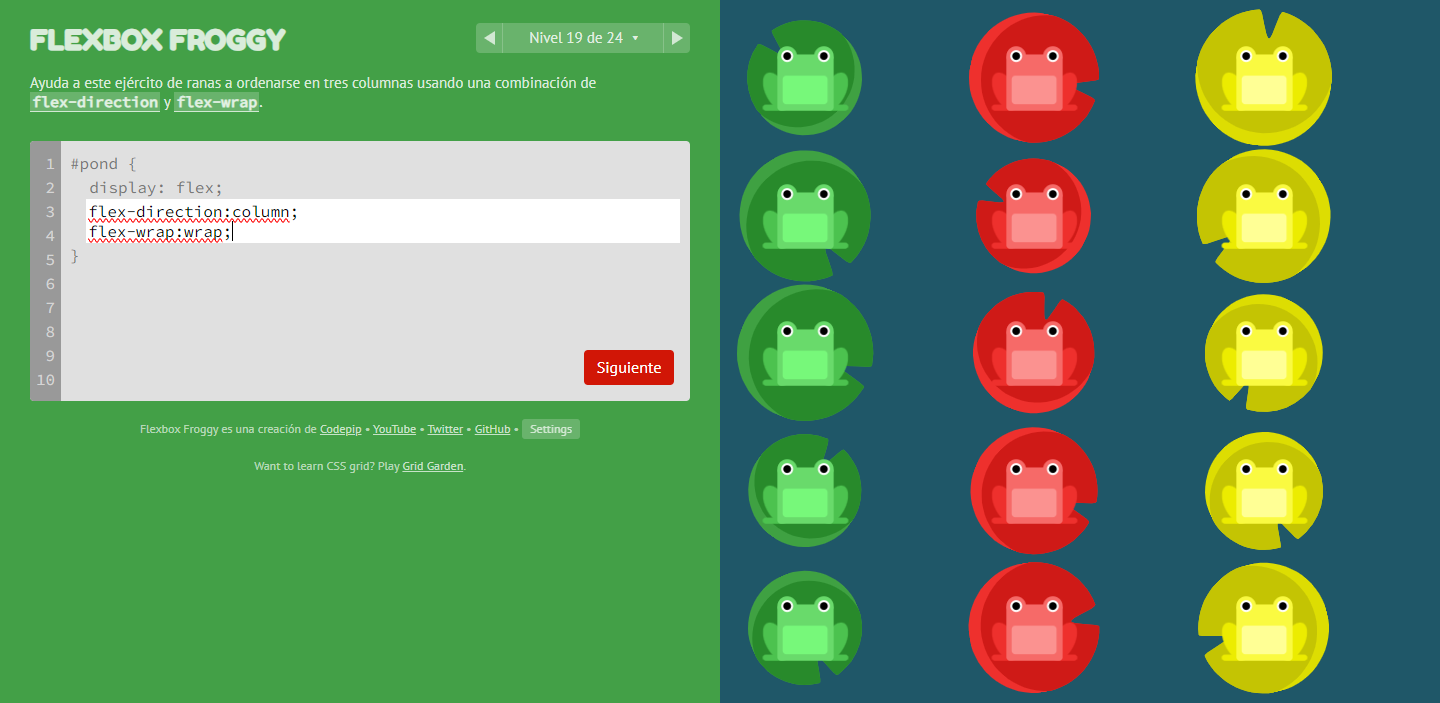 FLEXBOX FROGGY
Nivel 19 de 24
Ayuda a este ejército de ranas a ordenarse en tres columnas usando una combinación de
flex-direction y flex-wrap.
1 #pond {
2 display: flex;
3 flex-direction:column;
4 flex-wrap:wrap;
5 }
6
7
8
9
10
Siguiente
Flexbox Froggy es una creación de Codepip • YouTube • Twitter • GitHub • Settings
Want to learn CSS grid? Play Grid Garden.